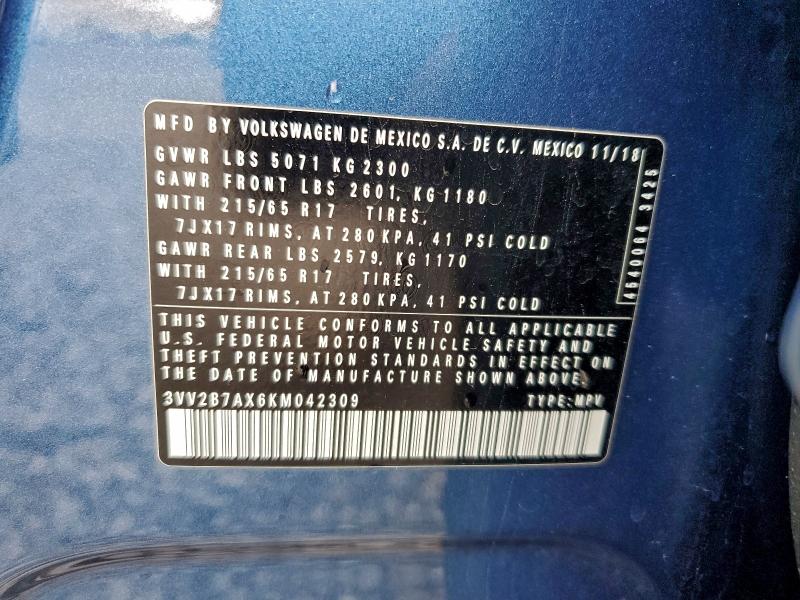 MFD BY VOLKSWAGEN DE MEXICO S.A. DE C.V. MEXICO 11/18
GVWR LBS 5071 KG 2300
GAWR FRONT LBS 2601, KG 1180
WITH 215/65 R17 TIRES,
7JX17 RIMS, AT 280 KPA, 41 PSI COLD
GAWR REAR LBS 2579, KG 1170
WITH 215/65 R17 TIRES,
7JX17 RIMS, AT 280 KPA, 41 PSI COLD
4540064 3425
THIS VEHICLE CONFORMS TO ALL APPLICABLE
U.S. FEDERAL MOTOR VEHICLE SAFETY AND
THEFT PREVENTION STANDARDS IN EFFECT ON
THE DATE OF MANUFACTURE SHOWN ABOVE.
3VV2B7AX6KM042309 TYPE: MPV